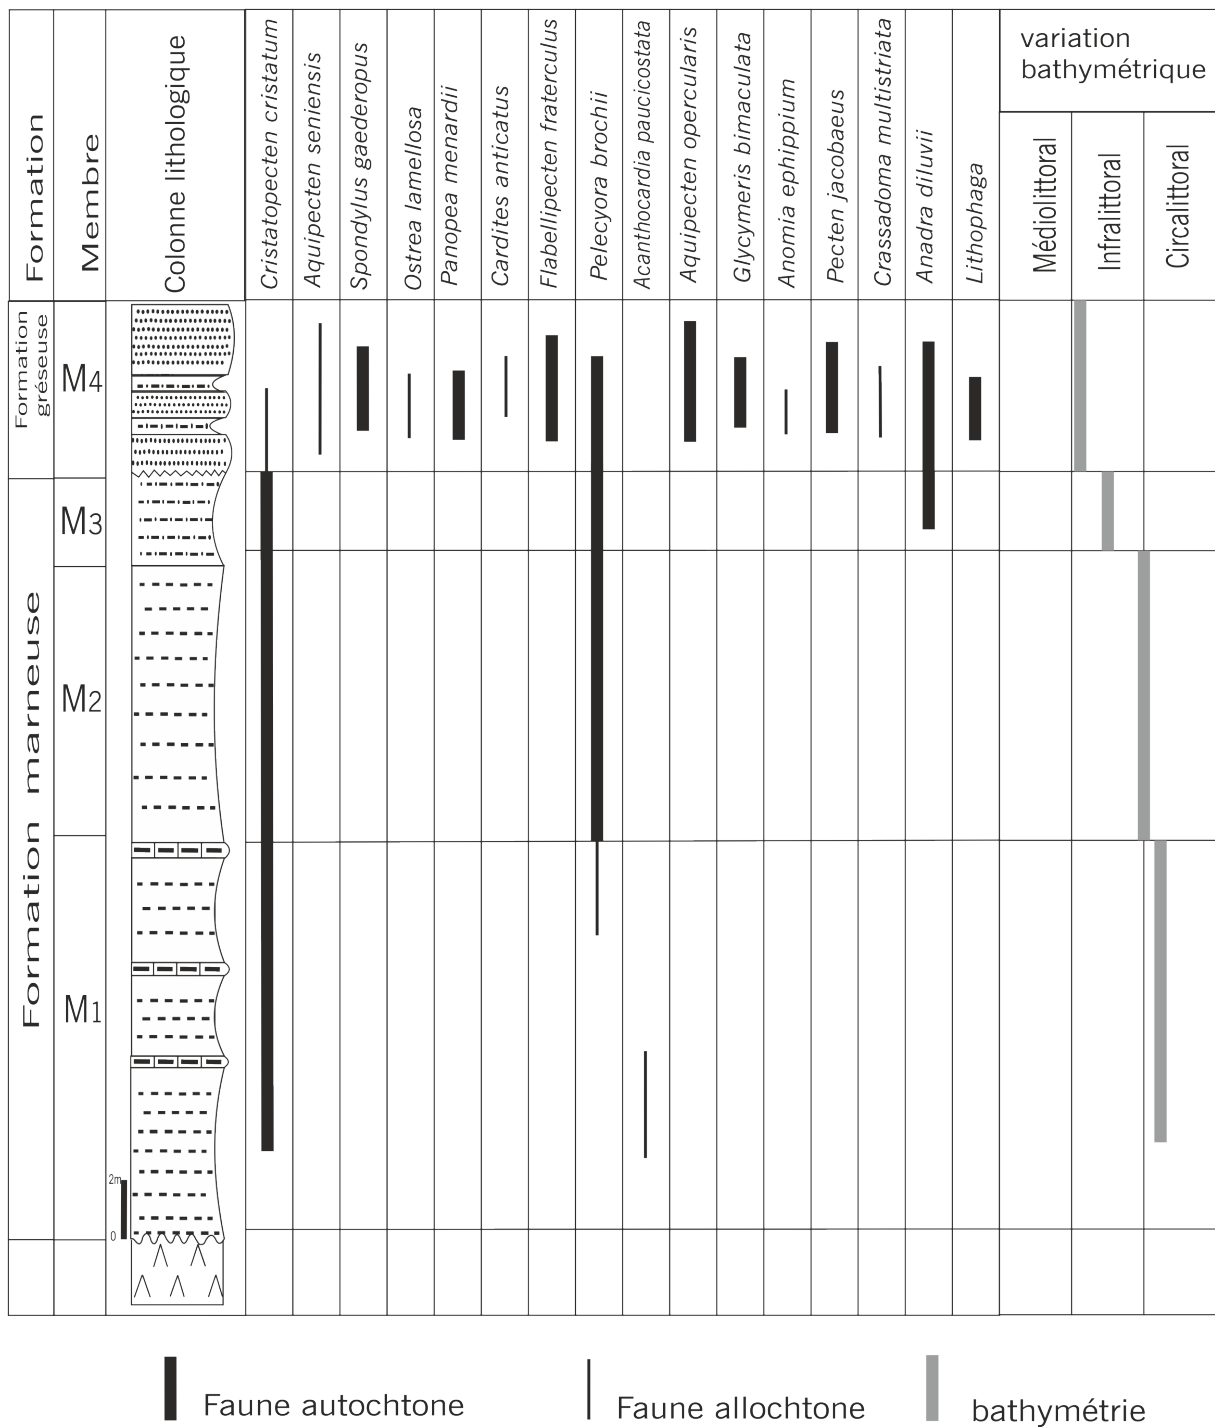 Formation
Membre
Colonne lithologique
Cristatopecten cristatum
Aquipecten seniensis
Spondylus gaederopus
Ostrea lamellosa
Panopea menardii
Cardites anticatus
Flabellipecten fraterculus
Pelecyora brochii
Acanthocardia paucicostata
Aquipecten opercularis
Glycymeris bimaculata
Anomia ephippium
Pecten jacobaeus
Crassadoma multistriata
Anadra diluvii
Lithophaga
variation
bathymétrique
Médiolittoral
Infralittoral
Circalittoral
Formation
gréseuse
M4
M3
Formation marneuse
M2
M1
2m
0
Faune autochtone
Faune allochtone
bathymétrie